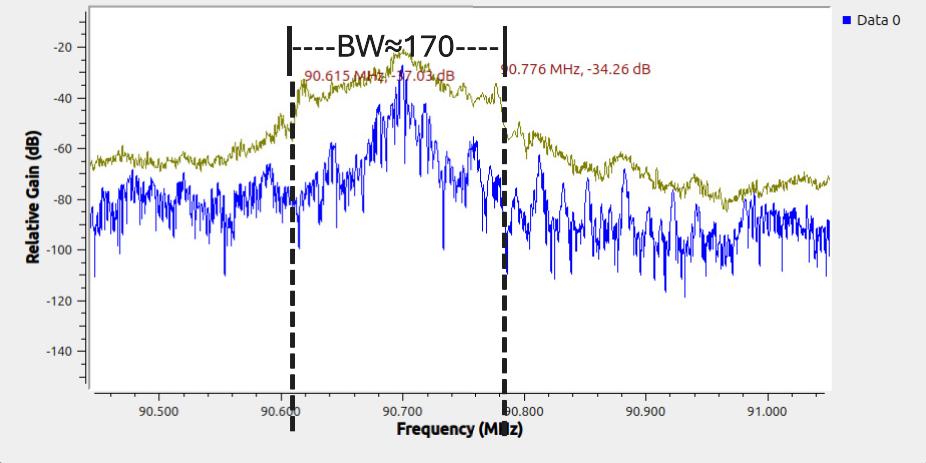 Data 0
----BW≈170----
90.615 MHz, -37.03 dB
90.776 MHz, -34.26 dB
-20
-40
-60
-80
-100
-120
-140
Relative Gain (dB)
90.500
90.600
90.700
90.800
90.900
91.000
Frequency (MHz)